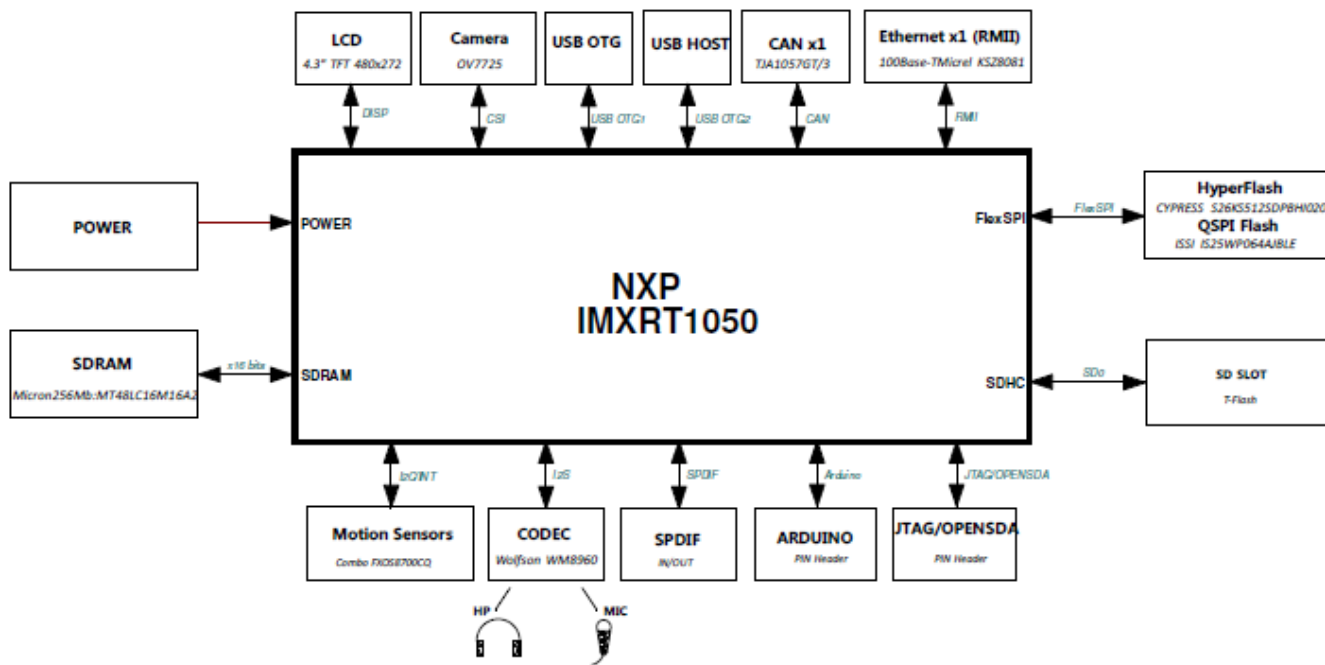 LCD
4.3" TFT 480x272
Camera
OV7725
USB OTG
USB HOST
CAN x1
TJA1057GT/3
Ethernet x1 (RMII)
100Base-TMicrel KSZ8081
DISP
CSI
USB OTG1
USB OTG2
CAN
RMII
POWER
POWER
FlexSPI
FlexSPI
HyperFlash
CYPRESS S26KS512SDPBHI020
QSPI Flash
ISSI IS25WP064AJBLE
NXP
IMXRT1050
SDRAM
Micron256Mb:MT48LC16M16A2
x16 bits
SDRAM
SDHC
SD0
SD SLOT
T-Flash
I2C/INT
I2S
SPDIF
Arduino
JTAG/OPENSDA
Motion Sensors
Combo FXOS8700CQ
CODEC
Wolfson WM8960
SPDIF
IN/OUT
ARDUINO
PIN Header
JTAG/OPENSDA
PIN Header
HP
MIC